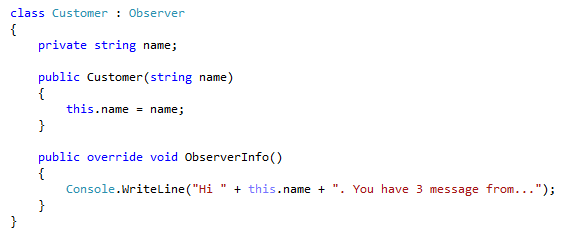 class Customer : Observer
{
    private string name;

    public Customer(string name)
    {
        this.name = name;
    }

    public override void ObserverInfo()
    {
        Console.WriteLine("Hi " + this.name + ". You have 3 message from...");
    }
}